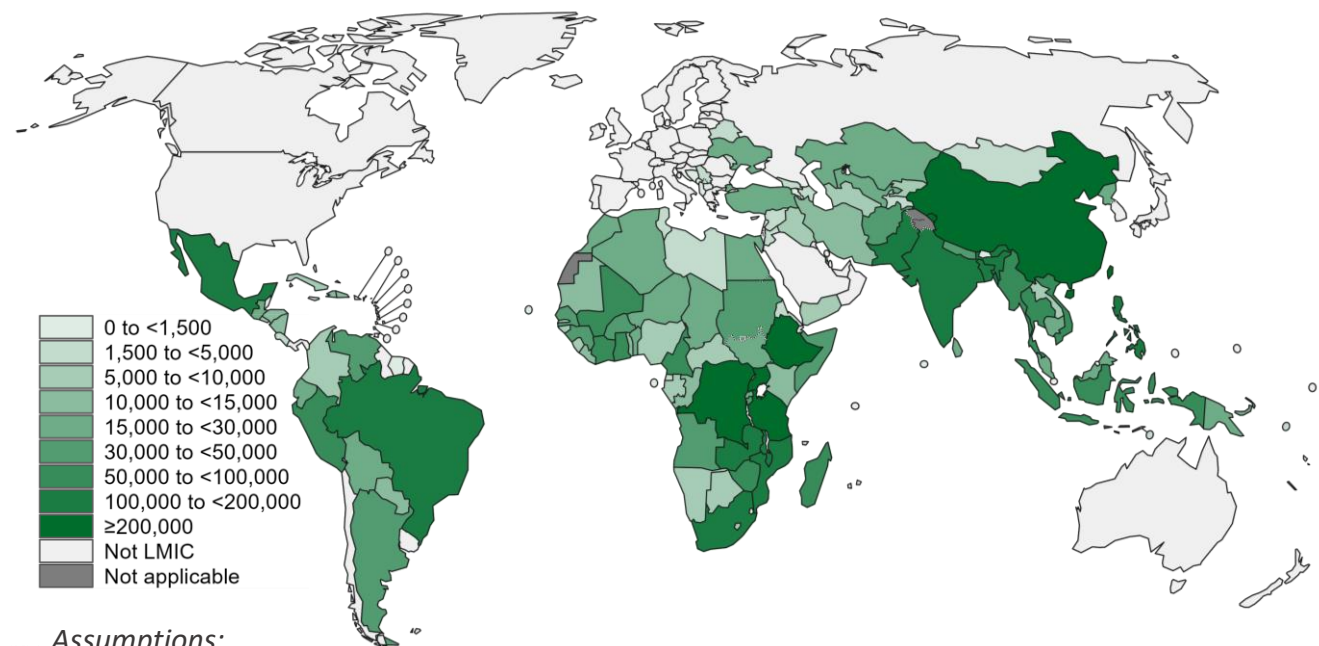 0 to <1,500
1,500 to <5,000
5,000 to <10,000
10,000 to <15,000
15,000 to <30,000
30,000 to <50,000
50,000 to <100,000
100,000 to <200,000
≥200,000
Not LMIC
Not applicable
Assumptions: